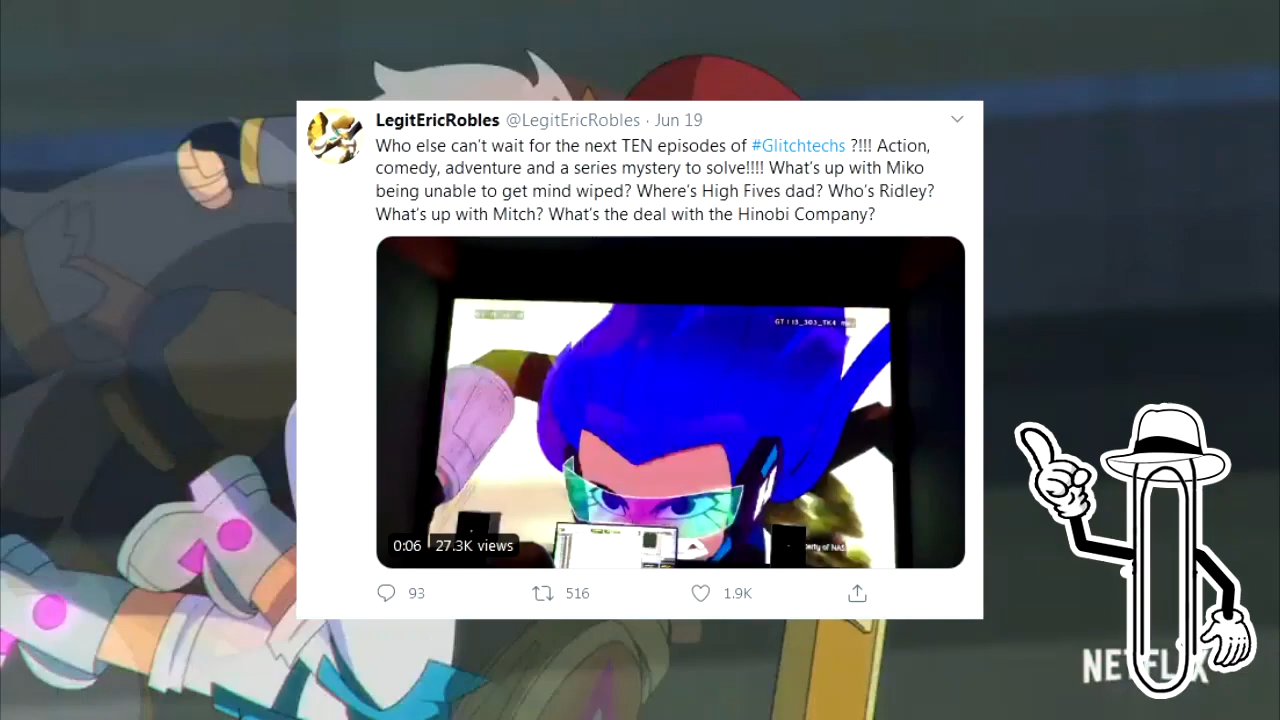 LegitEricRobles @LegitEricRobles · Jun 19
Who else can't wait for the next TEN episodes of #Glitchtechs ?!!! Action,
comedy, adventure and a series mystery to solve!!!! What's up with Miko
being unable to get mind wiped? Where's High Fives dad? Who's Ridley?
What's up with Mitch? What's the deal with the Hinobi Company?
0:06 27.3K views
93 516 1.9K
NETFLIX